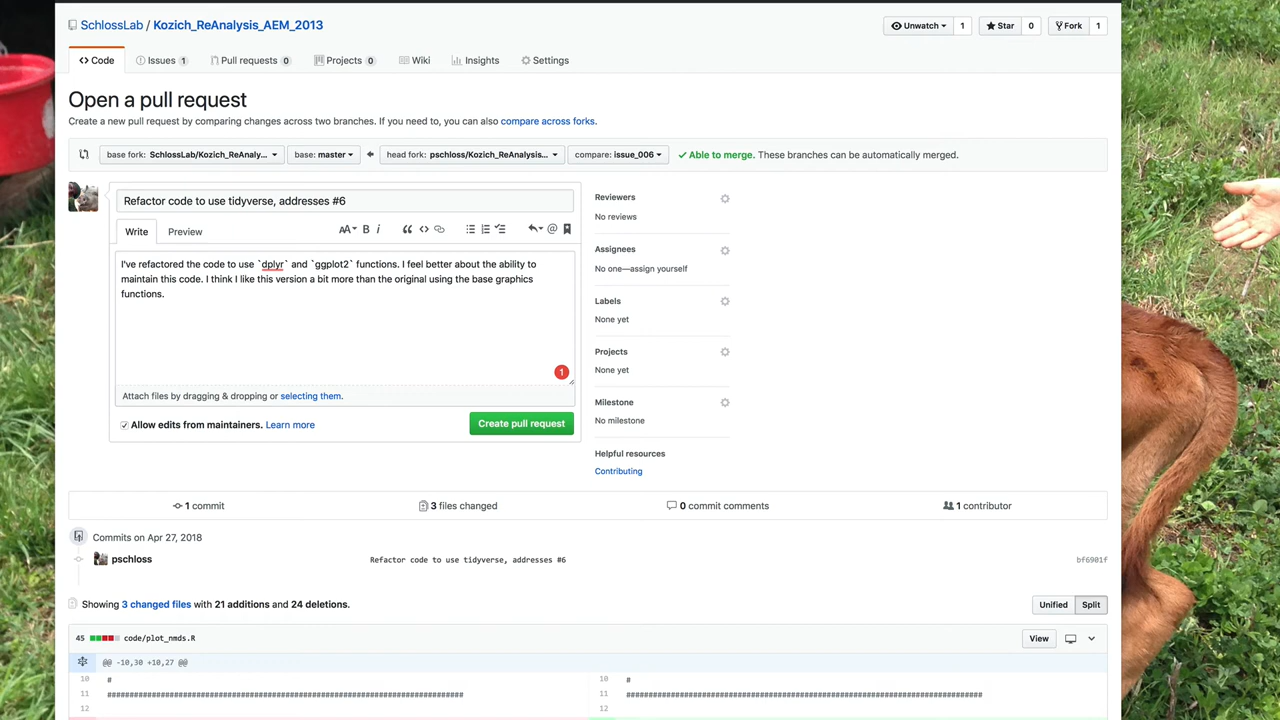 SchlossLab / Kozich_ReAnalysis_AEM_2013
Unwatch 1 Star 0 Fork 1
Code Issues 1 Pull requests 0 Projects 0 Wiki Insights Settings
Open a pull request
Create a new pull request by comparing changes across two branches. If you need to, you can also compare across forks.
base fork: SchlossLab/Kozich_ReAnaly... base: master head fork: pschloss/Kozich_ReAnalysis... compare: issue_006 Able to merge. These branches can be automatically merged.
Refactor code to use tidyverse, addresses #6
Write Preview
AA B i
I've refactored the code to use `dplyr` and `ggplot2` functions. I feel better about the ability to
maintain this code. I think I like this version a bit more than the original using the base graphics
functions.
1
Attach files by dragging & dropping or selecting them.
Allow edits from maintainers. Learn more
Create pull request
Reviewers
No reviews
Assignees
No one—assign yourself
Labels
None yet
Projects
None yet
Milestone
No milestone
Helpful resources
Contributing
1 commit 3 files changed 0 commit comments 1 contributor
Commits on Apr 27, 2018
pschloss Refactor code to use tidyverse, addresses #6 bf6901f
Showing 3 changed files with 21 additions and 24 deletions.
Unified Split
45 code/plot_nmds.R View
@@ -10,30 +10,27 @@
10 # 10 #
11 ################################################################################ 11 ################################################################################
12 12